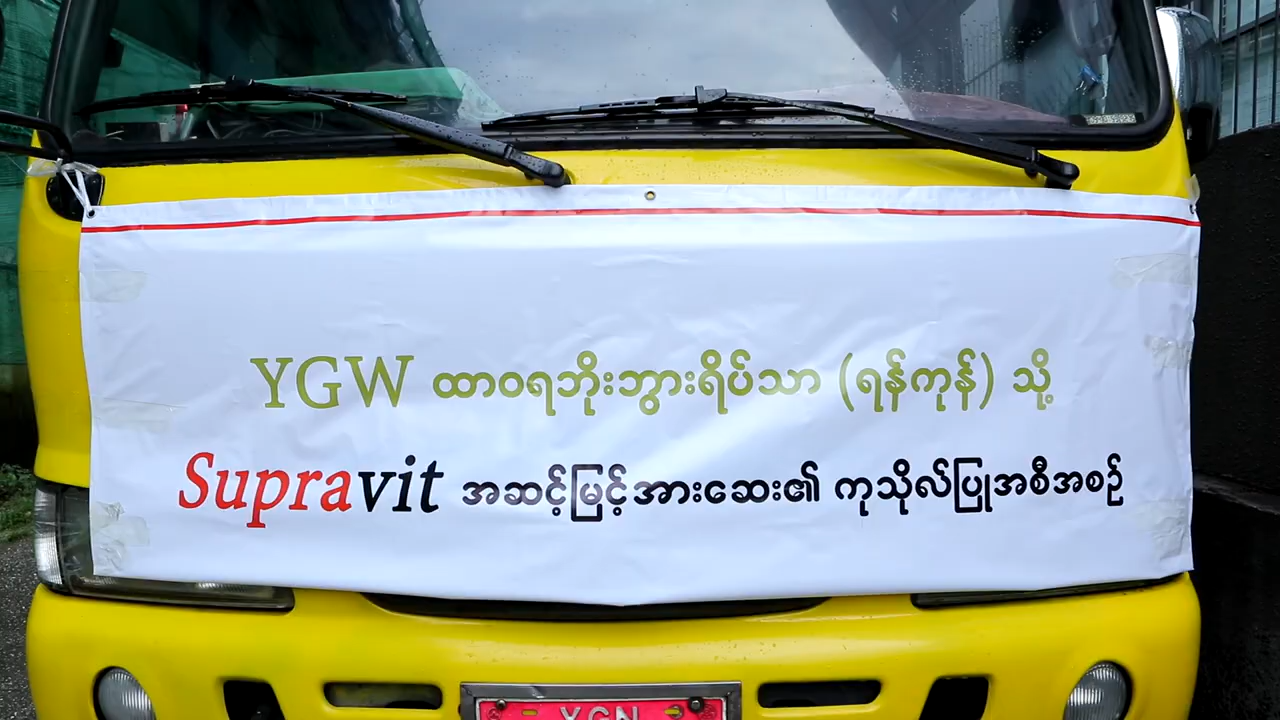 YGW ထာဝရဘိုးဘွားရိပ်သာ (ရန်ကုန်) သို့
Supravit အဆင့်မြင့်အားဆေး၏ ကုသိုလ်ပြုအစီအစဉ်
YGN